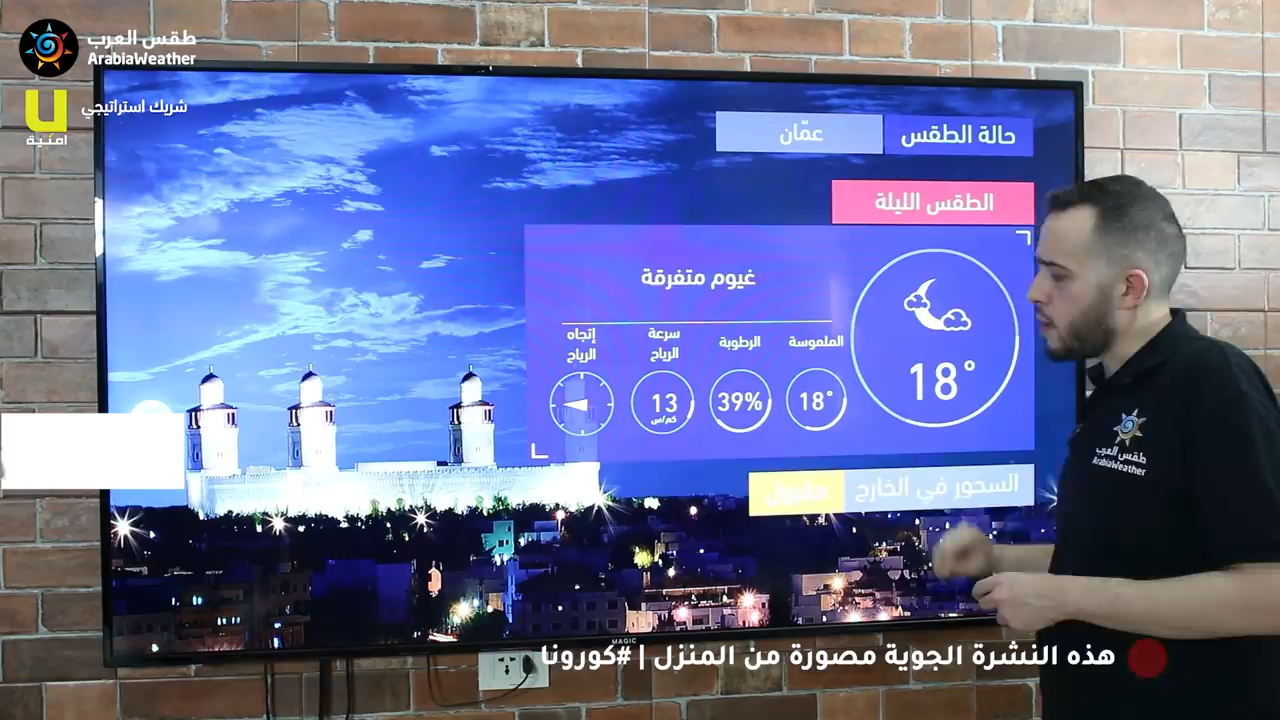 طقس العرب
ArabiaWeather
شريك استراتيجي
U
امنية
حالة الطقس
عمّان
الطقس الليلة
غيوم متفرقة
الملموسة
الرطوبة
سرعة الرياح
إتجاه الرياح
18°
39%
13
كم/س
18°
السحور في الخارج
مقبول
طقس العرب
ArabiaWeather
MAGIC
هذه النشرة الجوية مصورة من المنزل | #كورونا